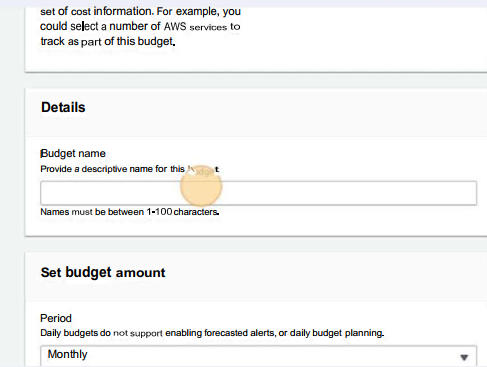 set of cost information. For example, you
could select a number of AWS services to
track as part of this budget.
Details
Budget name
Provide a descriptive name for this
Names must be between 1-100 characters.
Set budget amount
Period
Daily budgets do not support enabling forecasted alerts, or daily budget planning.
Monthly